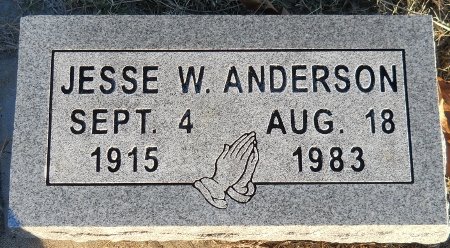 JESSE W. ANDERSON
SEPT. 4 AUG. 18
1915 1983